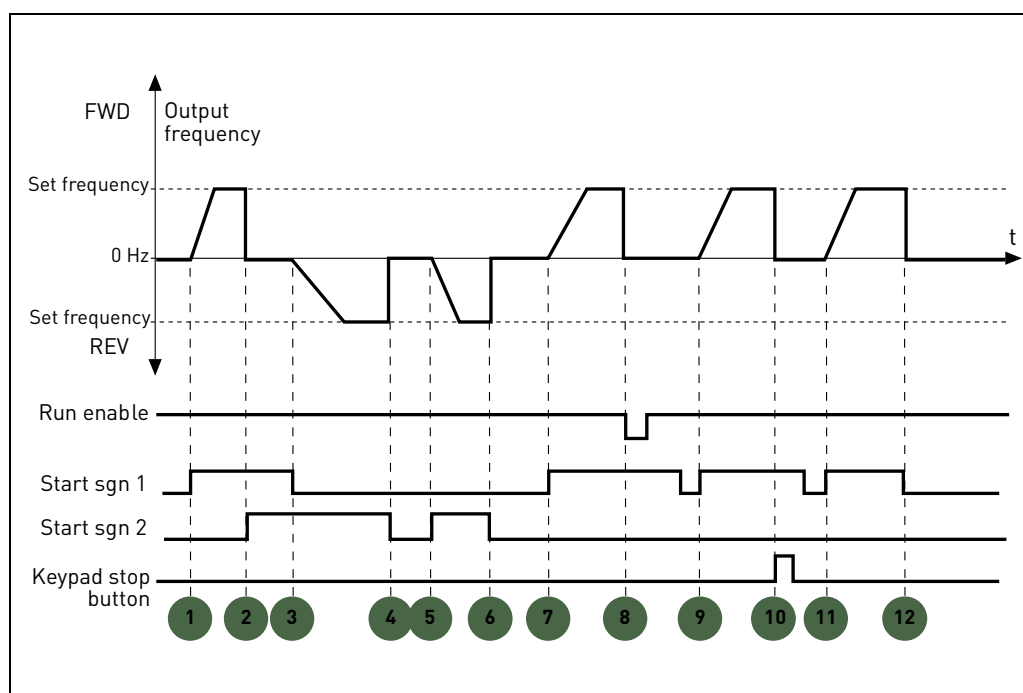 FWD
Output
frequency
Set frequency
0 Hz
t
Set frequency
REV
Run enable
Start sgn 1
Start sgn 2
Keypad stop
button
1 2 3 4 5 6 7 8 9 10 11 12